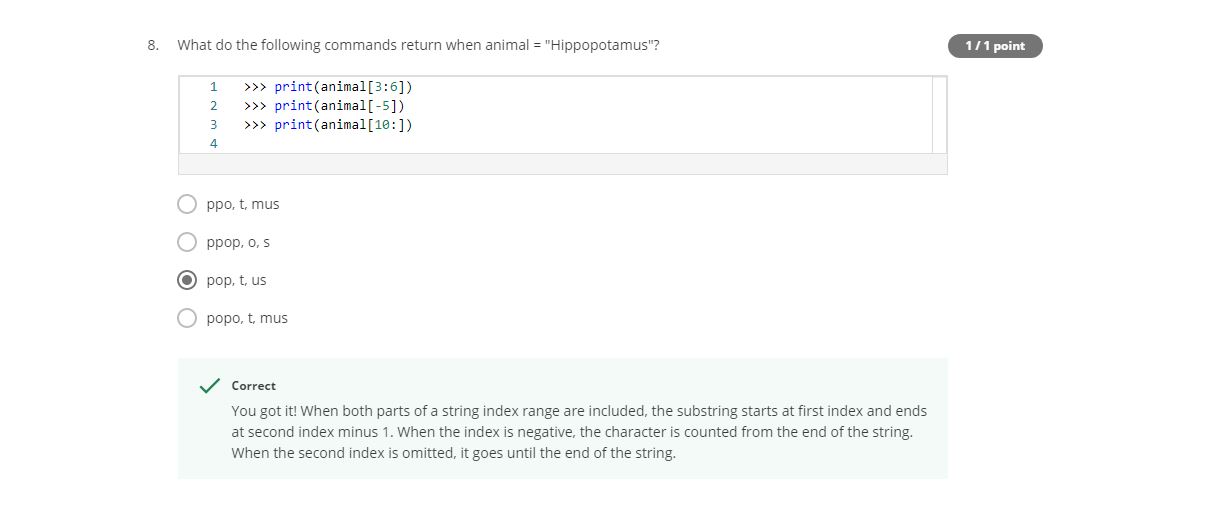 8. What do the following commands return when animal = "Hippopotamus"?
1 / 1 point
1 >>> print(animal[3:6])
2 >>> print(animal[-5])
3 >>> print(animal[10:])
4
ppo, t, mus
ppop, o, s
pop, t, us
popo, t, mus
Correct
You got it! When both parts of a string index range are included, the substring starts at first index and ends
at second index minus 1. When the index is negative, the character is counted from the end of the string.
When the second index is omitted, it goes until the end of the string.